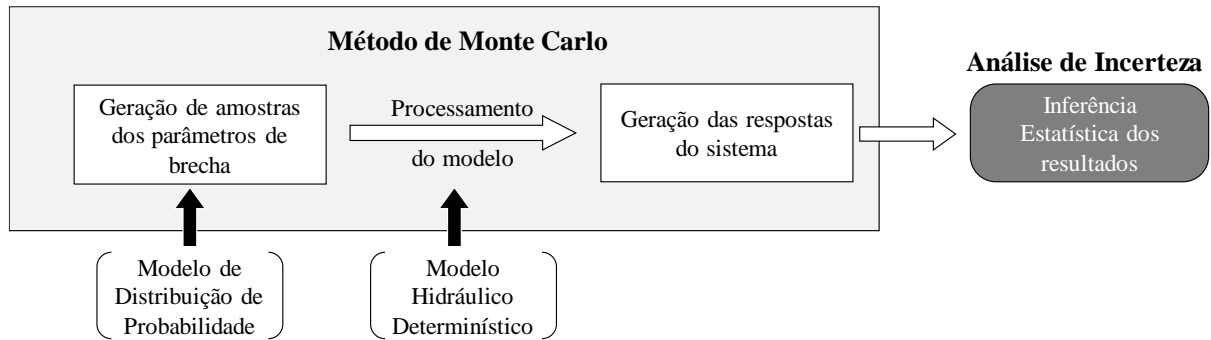 Método de Monte Carlo
Geração de amostras
dos parâmetros de
brecha
Processamento
do modelo
Geração das respostas
do sistema
Análise de Incerteza
Inferência
Estatística dos
resultados
Modelo de
Distribuição de
Probabilidade
Modelo
Hidráulico
Determinístico